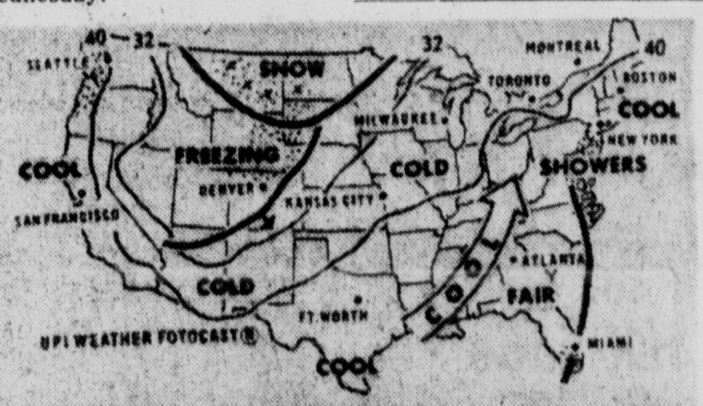 dnesday.
40 32 32 MONTREAL 40
SEATTLE SNOW TORONTO BOSTON
COOL
MILWAUKEE NEW YORK
FREEZING COLD SHOWERS
COOL DENVER KANSAS CITY
SAN FRANCISCO
ATLANTA
COLD COOL FAIR
FT. WORTH
UPI WEATHER FOTOCAST® MIAMI
COOL